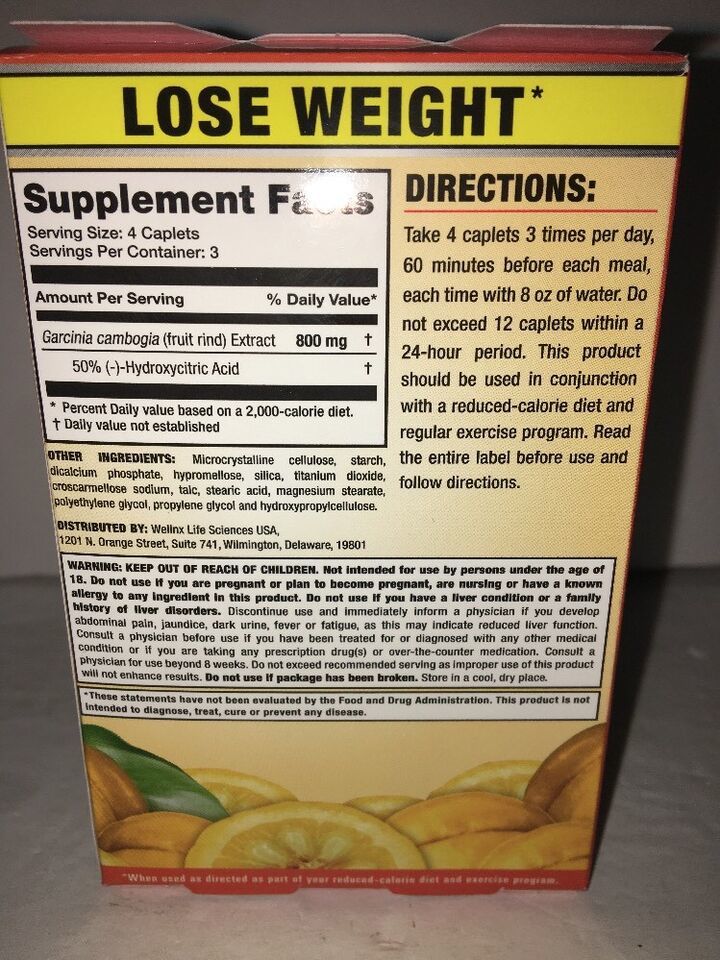 LOSE WEIGHT*
Supplement Facts
Serving Size: 4 Caplets
Servings Per Container: 3
Amount Per Serving % Daily Value*
Garcinia cambogia (fruit rind) Extract 800 mg †
50% (-)-Hydroxycitric Acid †
* Percent Daily value based on a 2,000-calorie diet.
† Daily value not established
OTHER INGREDIENTS: Microcrystalline cellulose, starch,
dicalcium phosphate, hypromellose, silica, titanium dioxide,
croscarmellose sodium, talc, stearic acid, magnesium stearate,
polyethylene glycol, propylene glycol and hydroxypropylcellulose.
DISTRIBUTED BY: Wellnx Life Sciences USA,
1201 N. Orange Street, Suite 741, Wilmington, Delaware, 19801
DIRECTIONS:
Take 4 caplets 3 times per day,
60 minutes before each meal,
each time with 8 oz of water. Do
not exceed 12 caplets within a
24-hour period. This product
should be used in conjunction
with a reduced-calorie diet and
regular exercise program. Read
the entire label before use and
follow directions.
WARNING: KEEP OUT OF REACH OF CHILDREN. Not intended for use by persons under the age of
18. Do not use if you are pregnant or plan to become pregnant, are nursing or have a known
allergy to any ingredient in this product. Do not use if you have a liver condition or a family
history of liver disorders. Discontinue use and immediately inform a physician if you develop
abdominal pain, jaundice, dark urine, fever or fatigue, as this may indicate reduced liver function.
Consult a physician before use if you have been treated for or diagnosed with any other medical
condition or if you are taking any prescription drug(s) or over-the-counter medication. Consult a
physician for use beyond 8 weeks. Do not exceed recommended serving as improper use of this product
will not enhance results. Do not use if package has been broken. Store in a cool, dry place.
*These statements have not been evaluated by the Food and Drug Administration. This product is not
intended to diagnose, treat, cure or prevent any disease.
*When used as directed as part of your reduced-calorie diet and exercise program.